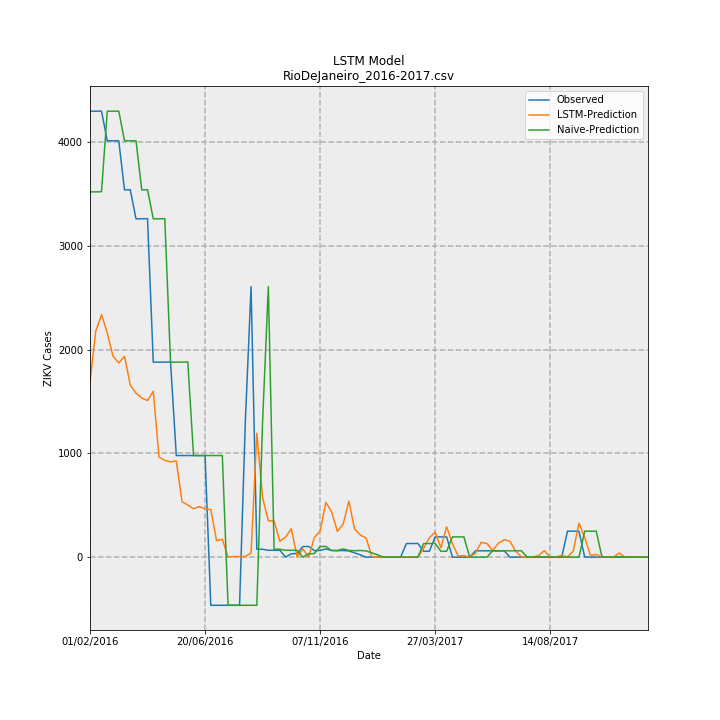 LSTM Model
RioDeJaneiro_2016-2017.csv
Observed
LSTM-Prediction
Naive-Prediction
ZIKV Cases
4000
3000
2000
1000
0
01/02/2016 20/06/2016 07/11/2016 27/03/2017 14/08/2017
Date